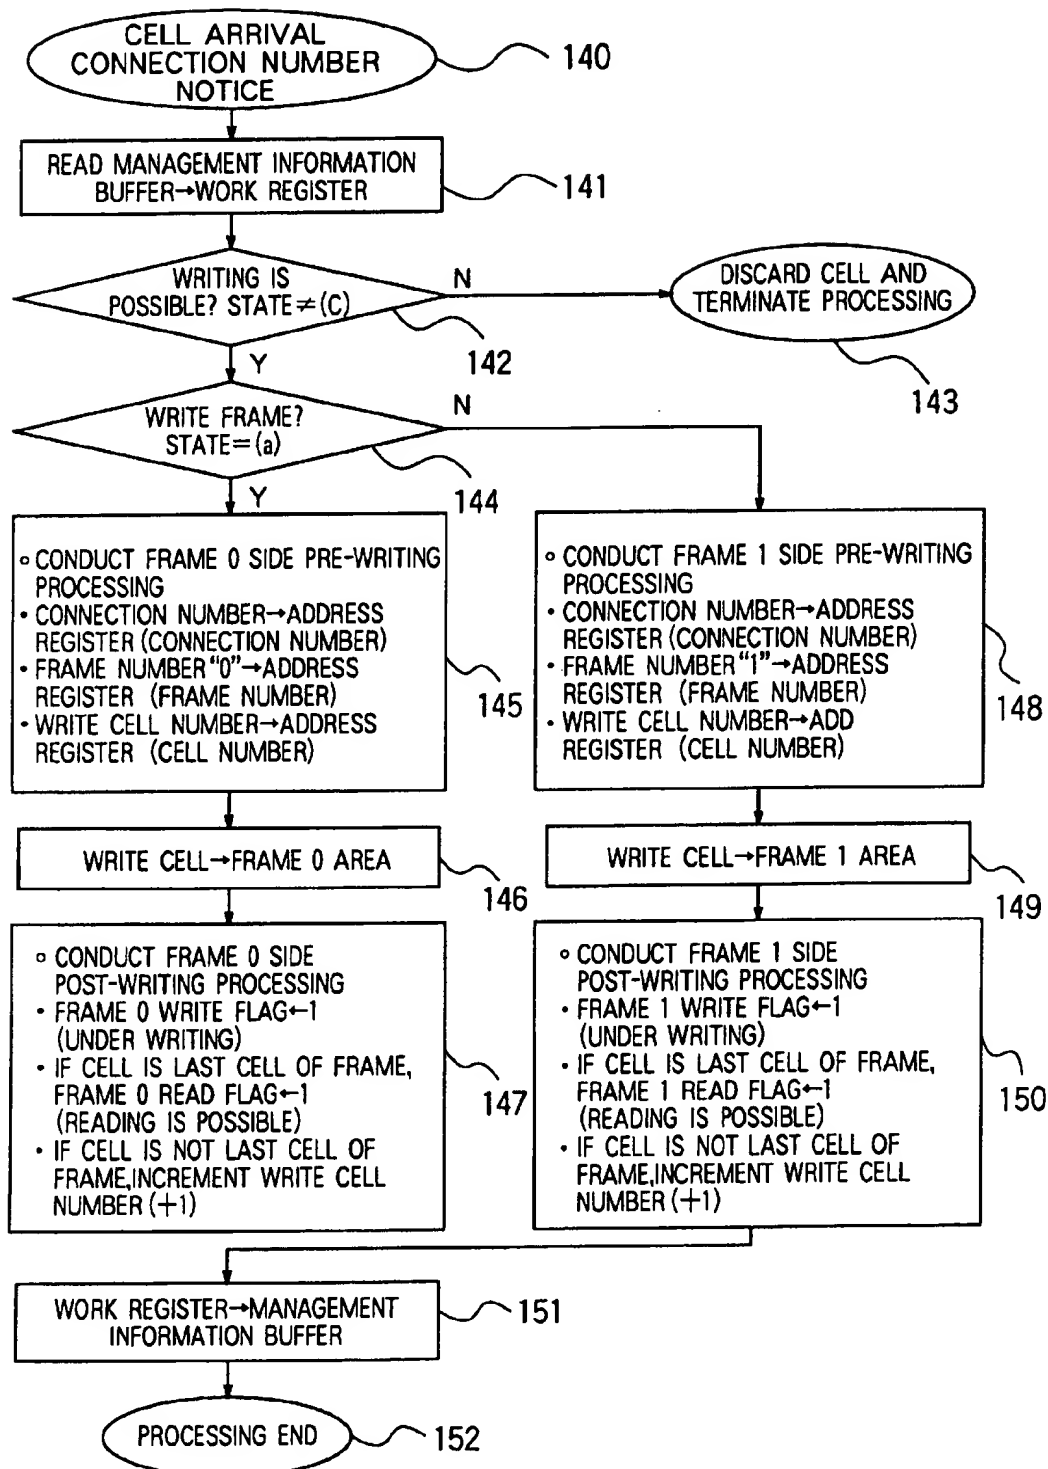 CELL ARRIVAL
CONNECTION NUMBER
NOTICE
140
READ MANAGEMENT INFORMATION
BUFFER→WORK REGISTER
141
WRITING IS
POSSIBLE? STATE≠(C)
N
142
Y
DISCARD CELL AND
TERMINATE PROCESSING
143
WRITE FRAME?
STATE=(a)
N
144
Y
∘ CONDUCT FRAME 0 SIDE PRE-WRITING
PROCESSING
· CONNECTION NUMBER→ADDRESS
REGISTER (CONNECTION NUMBER)
· FRAME NUMBER "0"→ADDRESS
REGISTER (FRAME NUMBER)
· WRITE CELL NUMBER→ADDRESS
REGISTER (CELL NUMBER)
145
∘ CONDUCT FRAME 1 SIDE PRE-WRITING
PROCESSING
· CONNECTION NUMBER→ADDRESS
REGISTER (CONNECTION NUMBER)
· FRAME NUMBER "1"→ADDRESS
REGISTER (FRAME NUMBER)
· WRITE CELL NUMBER→ADD
REGISTER (CELL NUMBER)
148
WRITE CELL→FRAME 0 AREA
146
WRITE CELL→FRAME 1 AREA
149
∘ CONDUCT FRAME 0 SIDE
POST-WRITING PROCESSING
· FRAME 0 WRITE FLAG←1
(UNDER WRITING)
· IF CELL IS LAST CELL OF FRAME,
FRAME 0 READ FLAG←1
(READING IS POSSIBLE)
· IF CELL IS NOT LAST CELL OF
FRAME,INCREMENT WRITE CELL
NUMBER (+1)
147
∘ CONDUCT FRAME 1 SIDE
POST-WRITING PROCESSING
· FRAME 1 WRITE FLAG←1
(UNDER WRITING)
· IF CELL IS LAST CELL OF FRAME,
FRAME 1 READ FLAG←1
(READING IS POSSIBLE)
· IF CELL IS NOT LAST CELL OF
FRAME,INCREMENT WRITE CELL
NUMBER (+1)
150
WORK REGISTER→MANAGEMENT
INFORMATION BUFFER
151
PROCESSING END
152